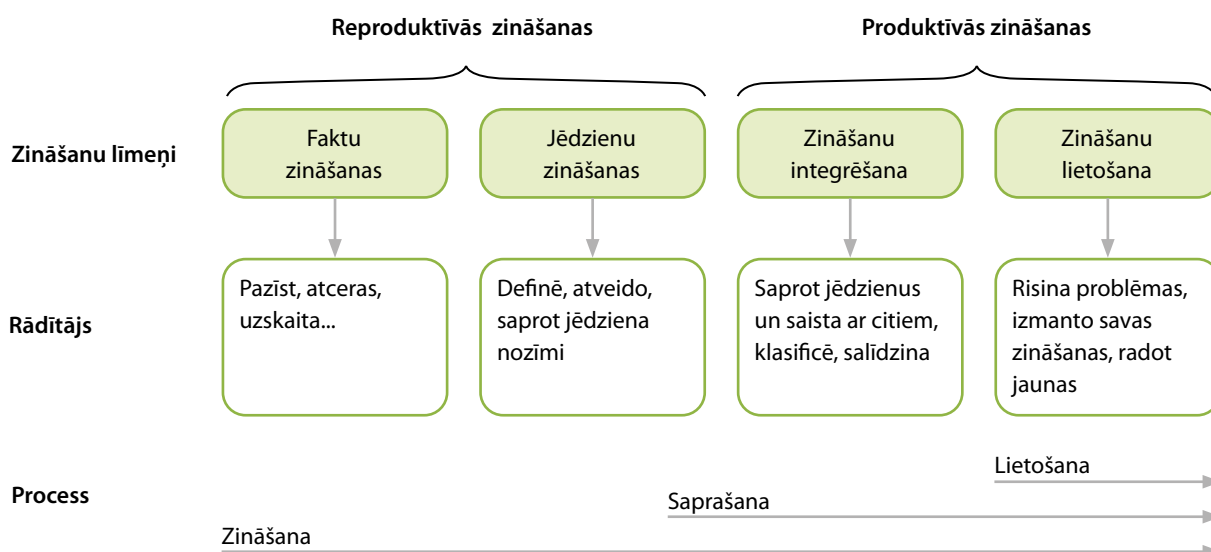 Reproduktīvās zināšanas
Produktīvās zināšanas
Zināšanu līmeņi
Faktu
zināšanas
Jēdzienu
zināšanas
Zināšanu
integrēšana
Zināšanu
lietošana
Rādītājs
Pazīst, atceras,
uzskaita...
Definē, atveido,
saprot jēdziena
nozīmi
Saprot jēdzienus
un saista ar citiem,
klasificē, salīdzina
Risina problēmas,
izmanto savas
zināšanas, radot
jaunas
Process
Lietošana
Saprašana
Zināšana